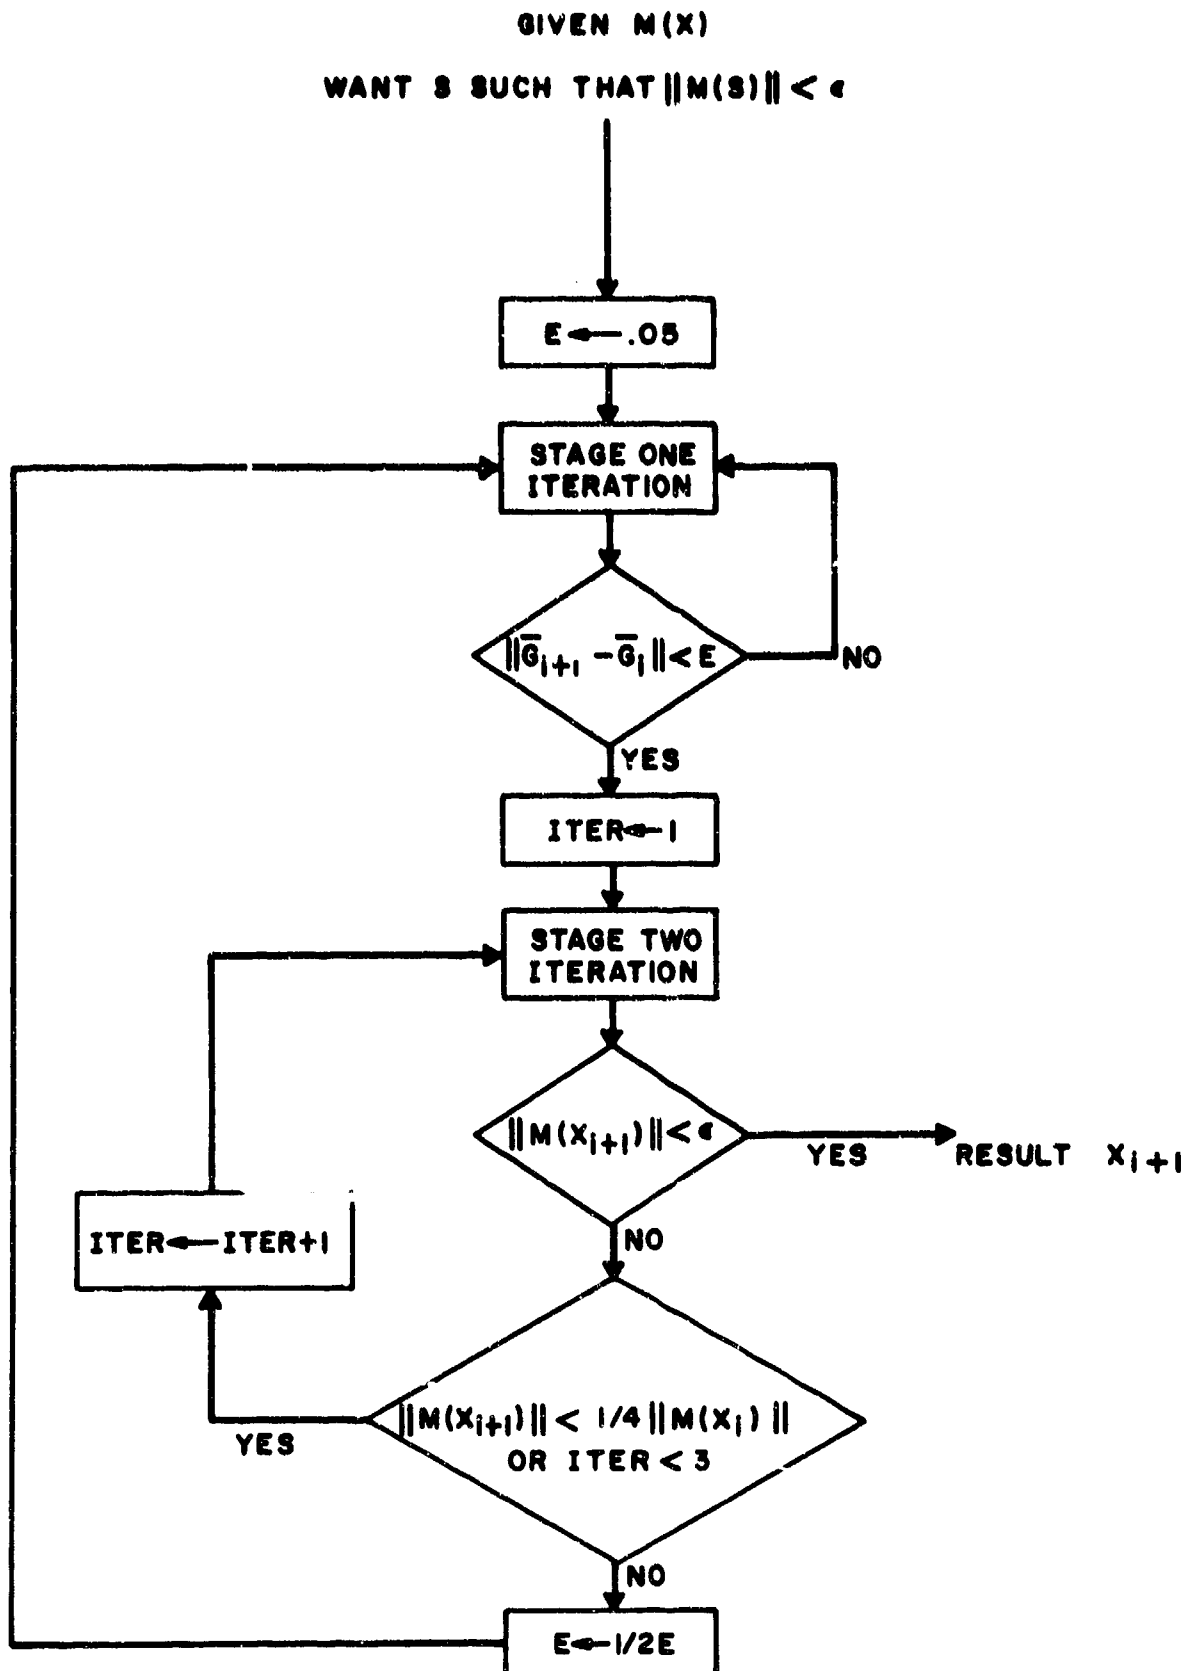 GIVEN M(X)
WANT S SUCH THAT ||M(S)|| < ϵ
E ← .05
STAGE ONE
ITERATION
||G̅ᵢ₊₁ - G̅ᵢ|| < E
NO
YES
ITER ← 1
STAGE TWO
ITERATION
||M(Xᵢ₊₁)|| < ϵ
YES
RESULT Xᵢ₊₁
NO
ITER ← ITER+1
||M(Xᵢ₊₁)|| < 1/4 ||M(Xᵢ)||
OR ITER < 3
YES
NO
E ← 1/2E